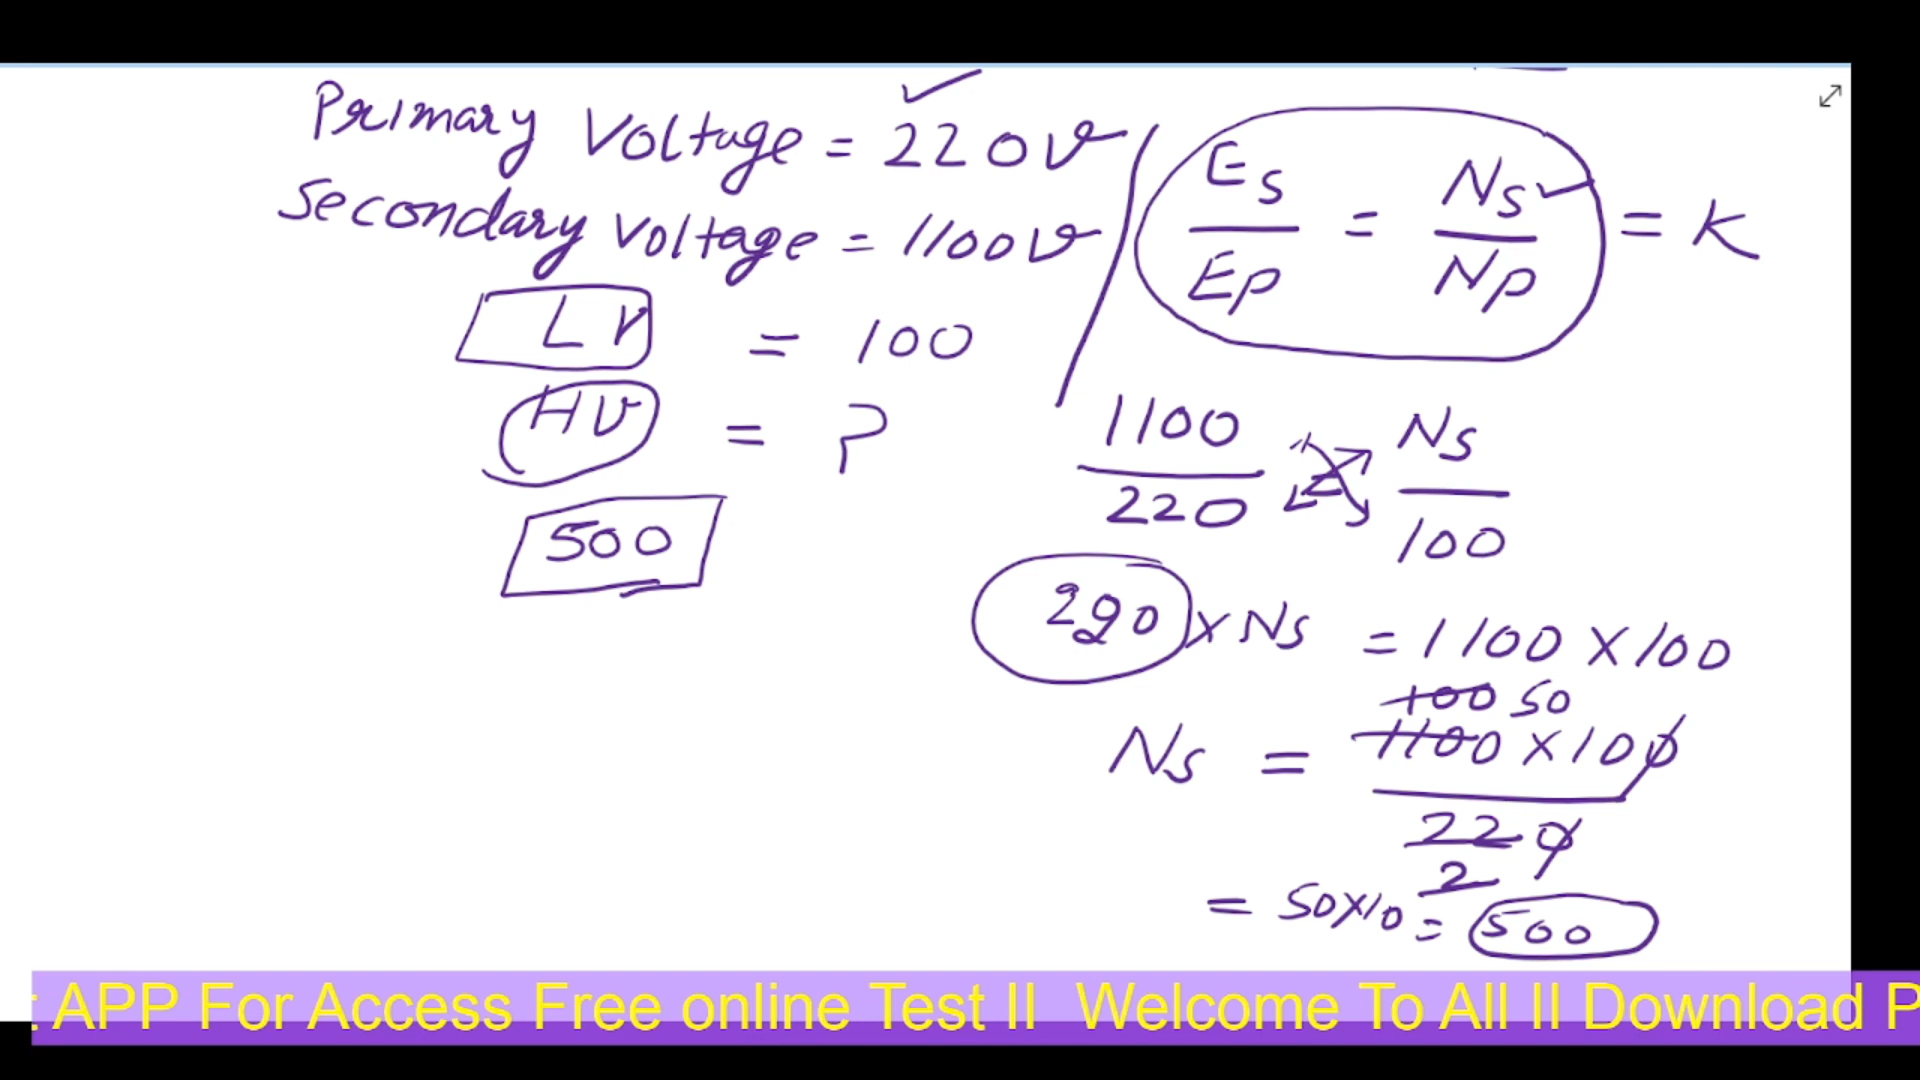 Primary Voltage = 220V
Secondary Voltage = 1100V
LV = 100
HV = ?
500
Es/Ep = Ns/Np = K
1100/220 Ns/100
220 x Ns = 1100 x 100
100 50
Ns = 1100 x 100
220
2
= 50x10 = 500
APP For Access Free online Test II Welcome To All II Download P